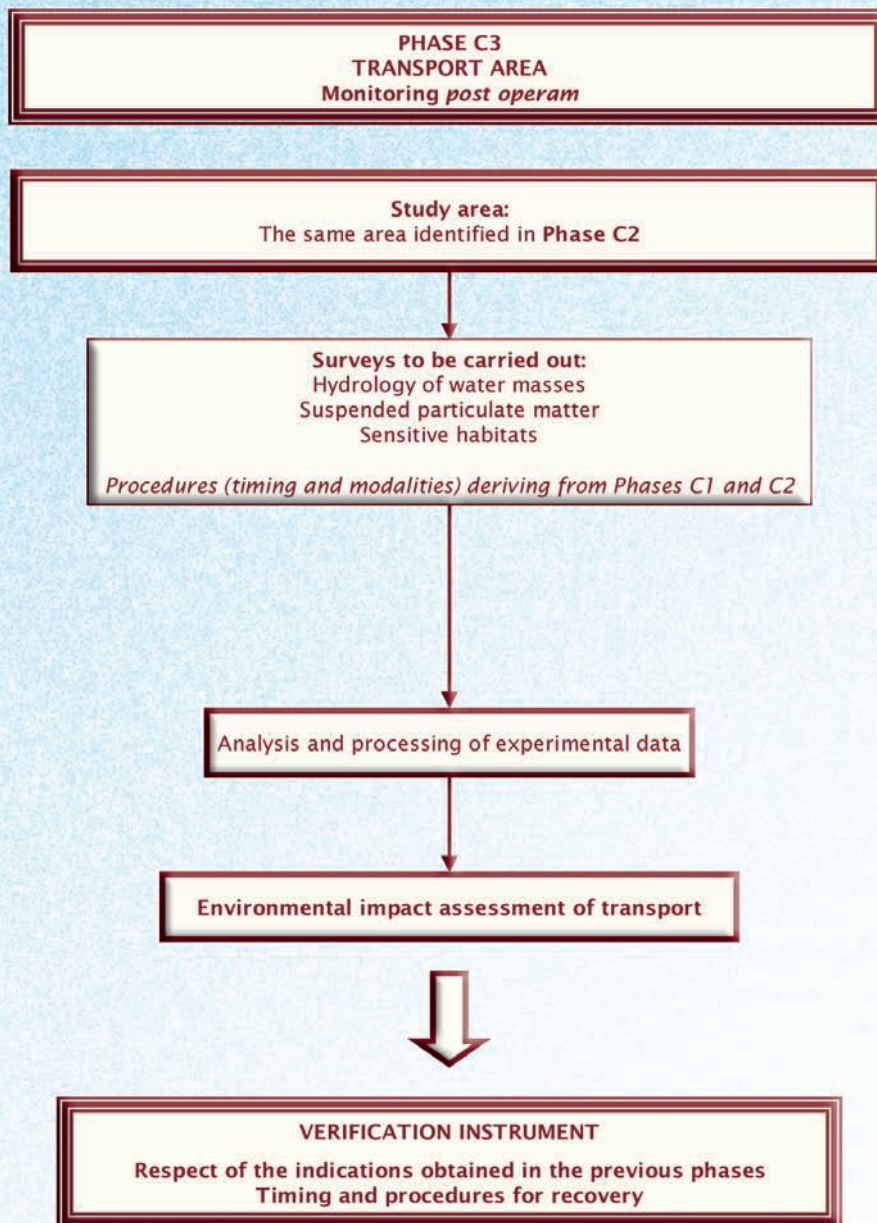 PHASE C3
TRANSPORT AREA
Monitoring post operam
Study area:
The same area identified in Phase C2
Surveys to be carried out:
Hydrology of water masses
Suspended particulate matter
Sensitive habitats
Procedures (timing and modalities) deriving from Phases C1 and C2
Analysis and processing of experimental data
Environmental impact assessment of transport
VERIFICATION INSTRUMENT
Respect of the indications obtained in the previous phases
Timing and procedures for recovery